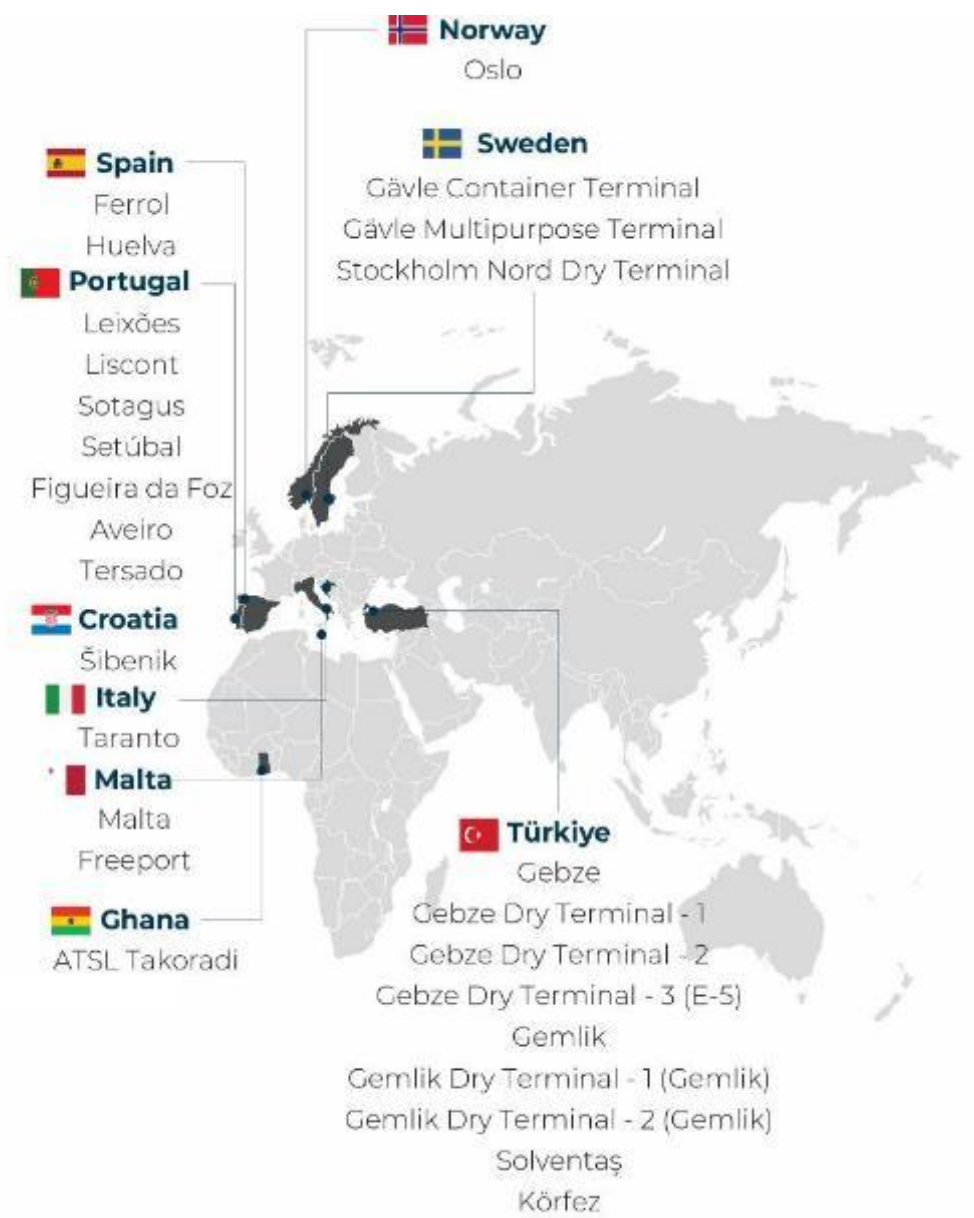 Norway
Oslo
Sweden
Gävle Container Terminal
Gävle Multipurpose Terminal
Stockholm Nord Dry Terminal
Spain
Ferrol
Huelva
Portugal
Leixões
Liscont
Sotagus
Setúbal
Figueira da Foz
Aveiro
Tersado
Croatia
Šibenik
Italy
Taranto
Malta
Malta
Freeport
Ghana
ATSL Takoradi
Türkiye
Gebze
Gebze Dry Terminal - 1
Gebze Dry Terminal - 2
Gebze Dry Terminal - 3 (E-5)
Gemlik
Gemlik Dry Terminal - 1 (Gemlik)
Gemlik Dry Terminal - 2 (Gemlik)
Solventaş
Körfez